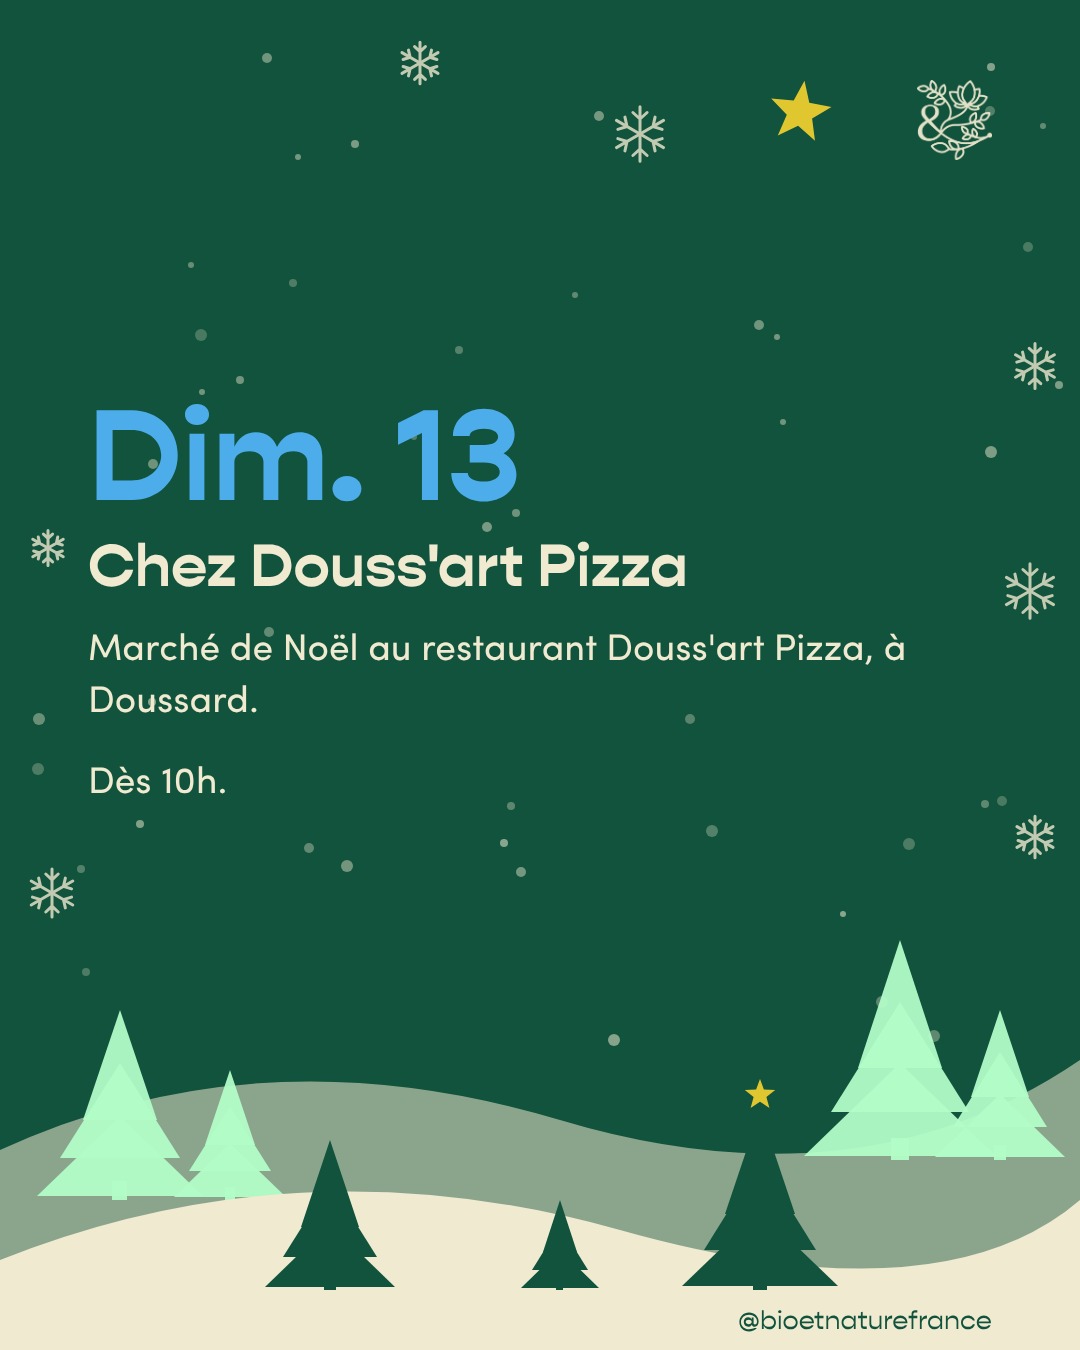 &
Dim. 13
Chez Douss'art Pizza
Marché de Noël au restaurant Douss'art Pizza, à
Doussard.
Dès 10h.
@bioetnaturefrance